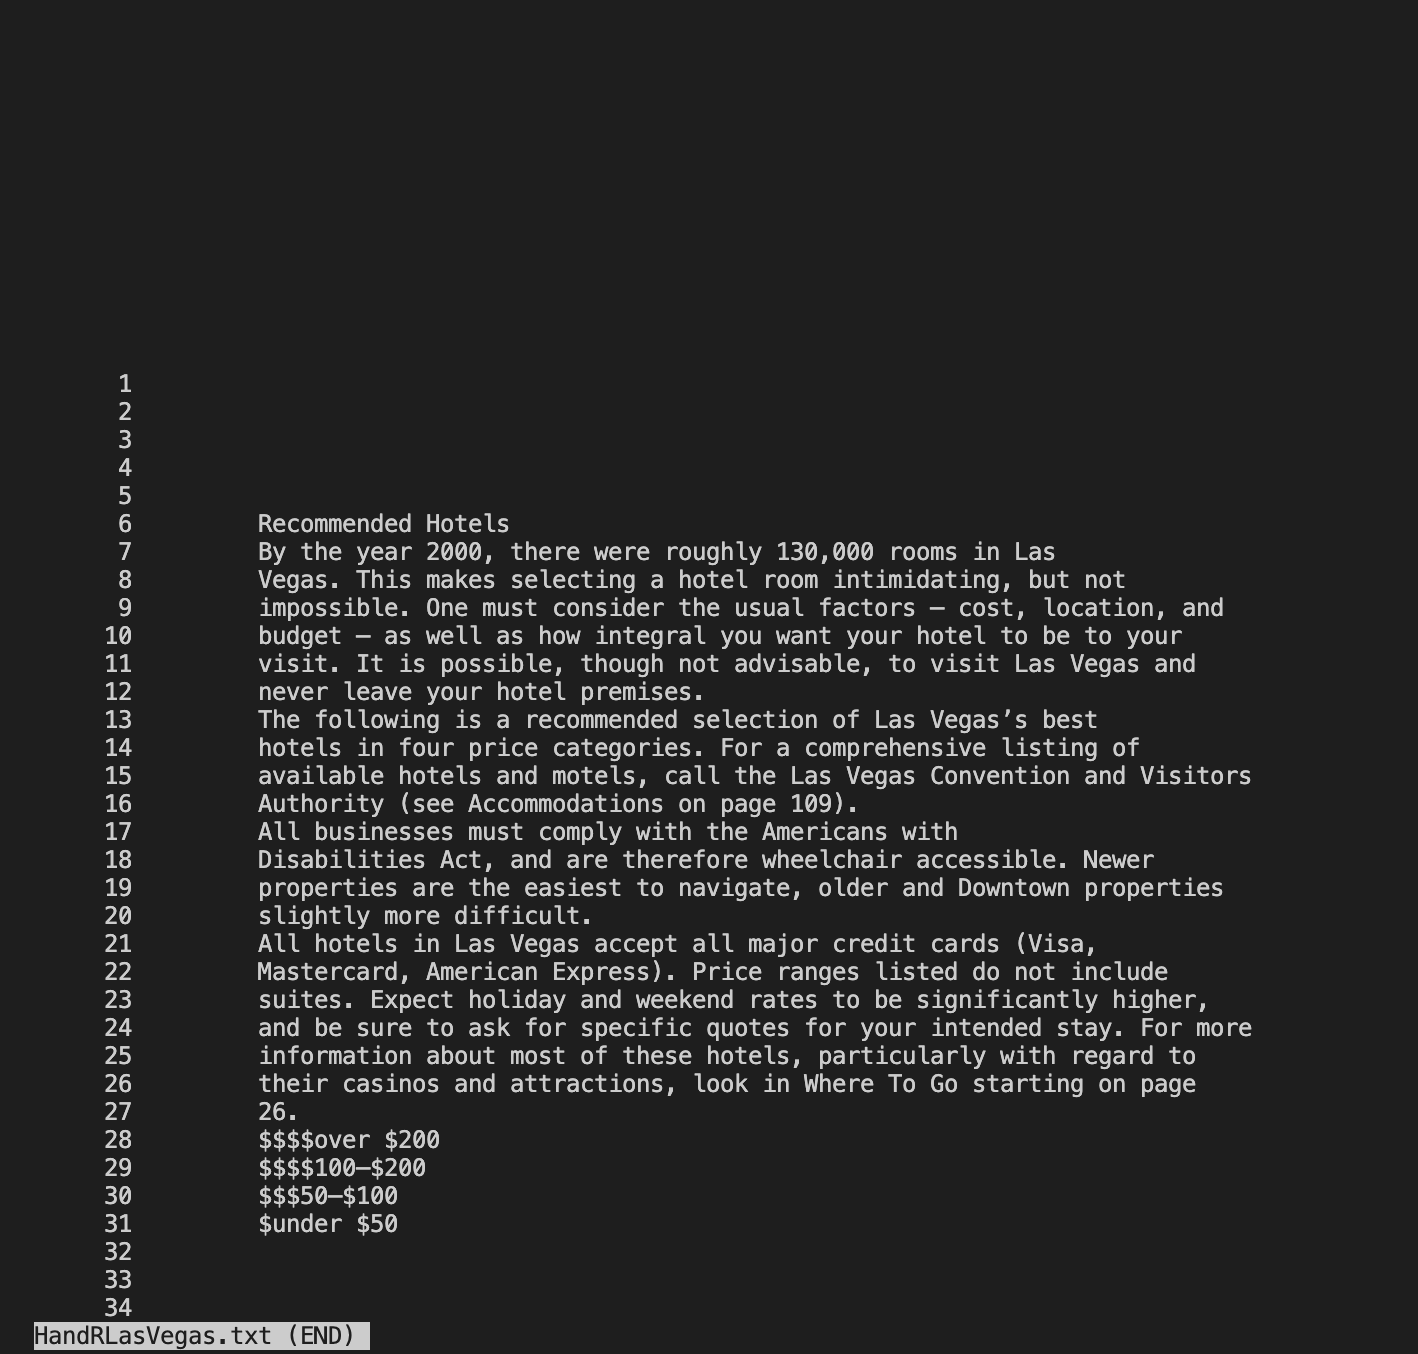 1
2
3
4
5
6 Recommended Hotels
7 By the year 2000, there were roughly 130,000 rooms in Las
8 Vegas. This makes selecting a hotel room intimidating, but not
9 impossible. One must consider the usual factors — cost, location, and
10 budget — as well as how integral you want your hotel to be to your
11 visit. It is possible, though not advisable, to visit Las Vegas and
12 never leave your hotel premises.
13 The following is a recommended selection of Las Vegas’s best
14 hotels in four price categories. For a comprehensive listing of
15 available hotels and motels, call the Las Vegas Convention and Visitors
16 Authority (see Accommodations on page 109).
17 All businesses must comply with the Americans with
18 Disabilities Act, and are therefore wheelchair accessible. Newer
19 properties are the easiest to navigate, older and Downtown properties
20 slightly more difficult.
21 All hotels in Las Vegas accept all major credit cards (Visa,
22 Mastercard, American Express). Price ranges listed do not include
23 suites. Expect holiday and weekend rates to be significantly higher,
24 and be sure to ask for specific quotes for your intended stay. For more
25 information about most of these hotels, particularly with regard to
26 their casinos and attractions, look in Where To Go starting on page
27 26.
28 $$$$over $200
29 $$$$100—$200
30 $$$50—$100
31 $under $50
32
33
34
HandRLasVegas.txt (END)